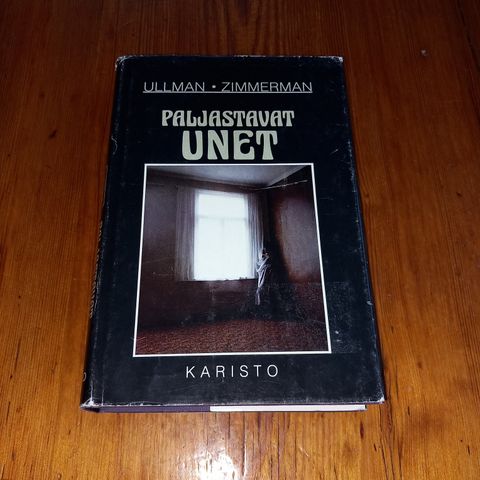 ULLMAN • ZIMMERMAN
PALJASTAVAT
UNET
KARISTO